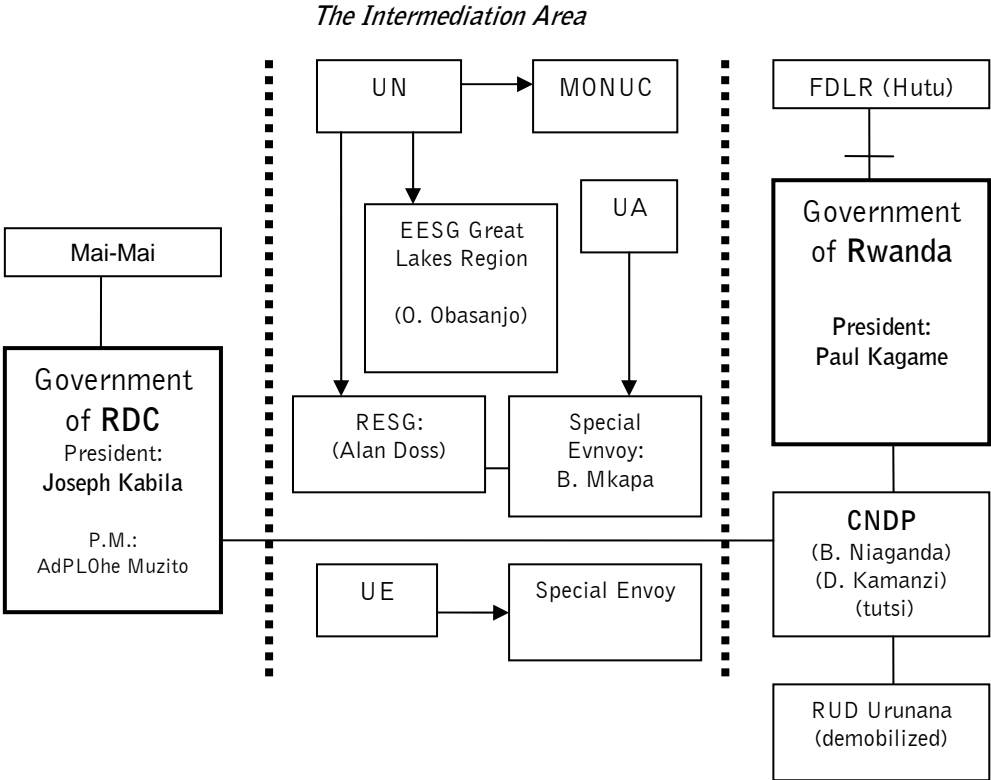 The Intermediation Area
Mai-Mai
Government
of RDC
President:
Joseph Kabila
P.M.:
AdPLOhe Muzito
UN
MONUC
EESG Great
Lakes Region
(O. Obasanjo)
UA
RESG:
(Alan Doss)
Special
Evnvoy:
B. Mkapa
UE
Special Envoy
FDLR (Hutu)
Government
of Rwanda
President:
Paul Kagame
CNDP
(B. Niaganda)
(D. Kamanzi)
(tutsi)
RUD Urunana
(demobilized)